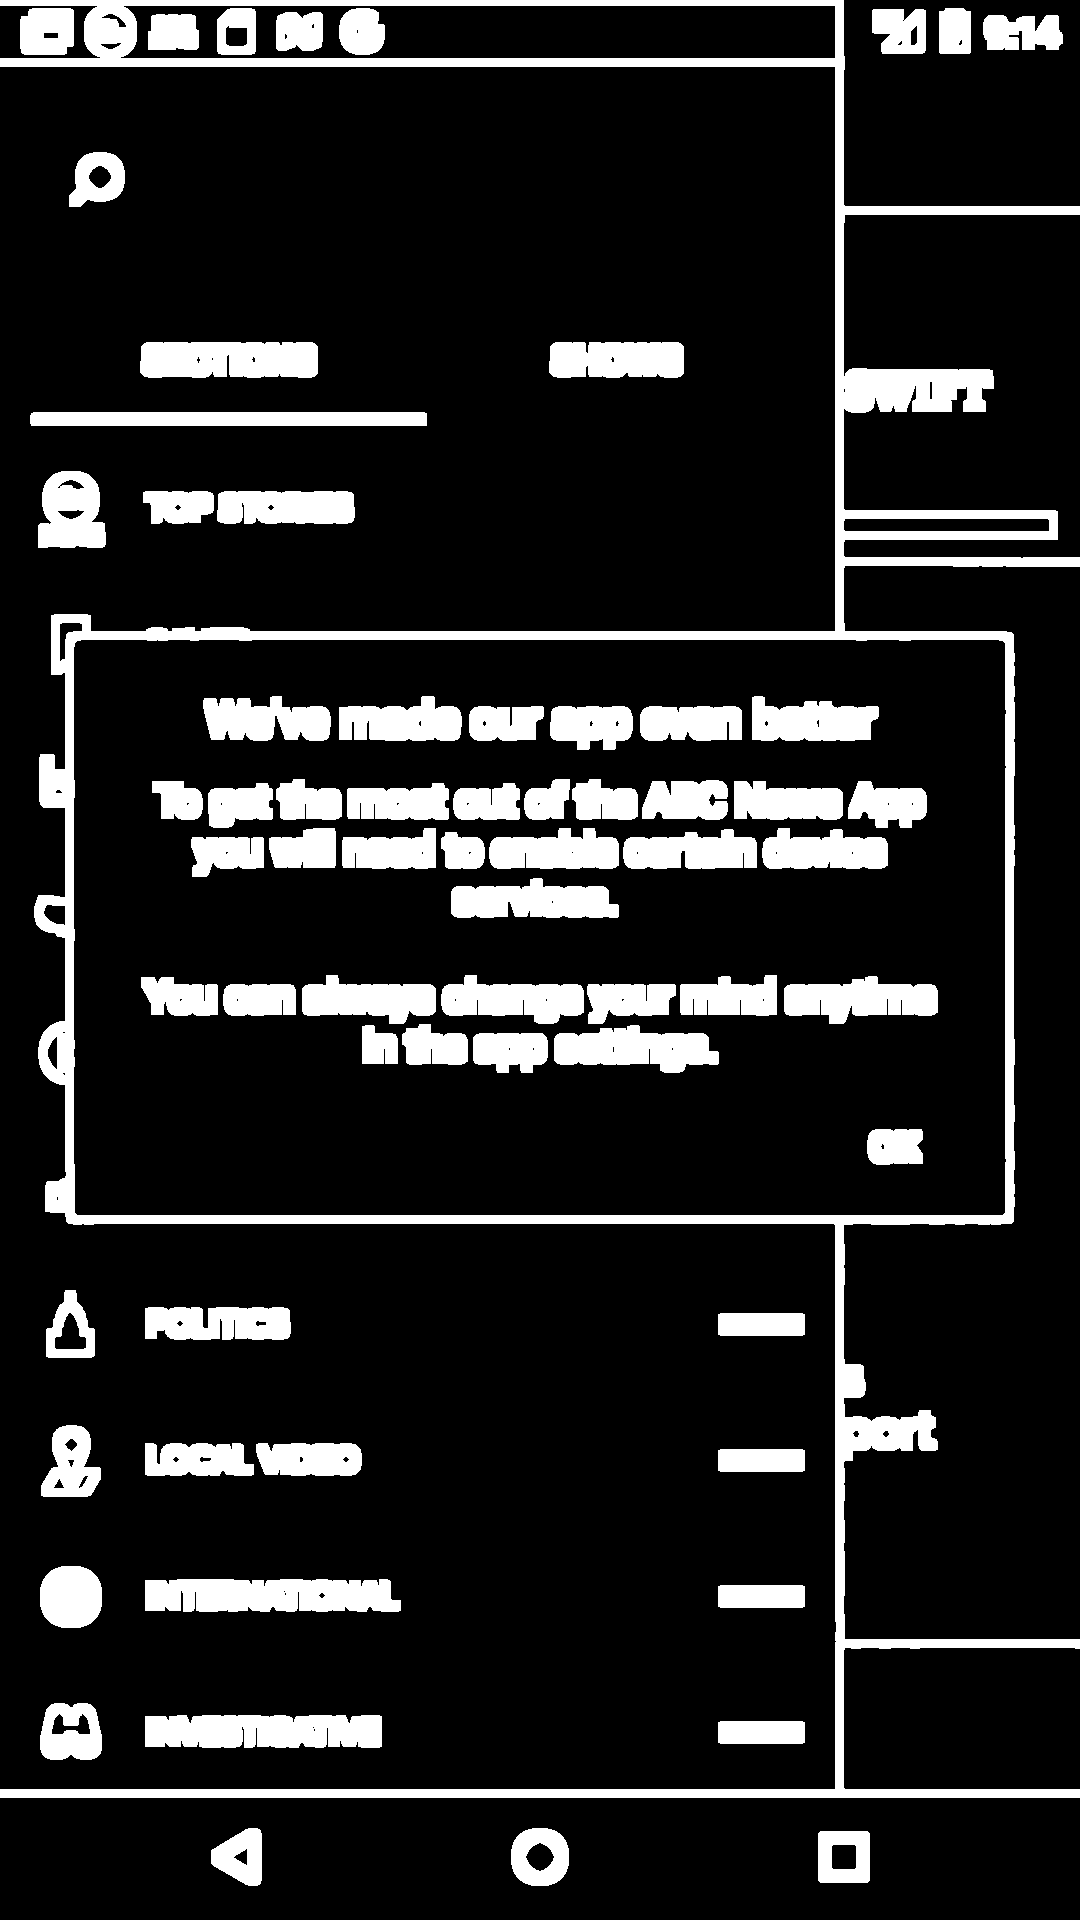 9:14
SECTIONS
SHOWS
SWIFT
TOP STORIES
We've made our app even better
To get the most out of the ABC News App
you will need to enable certain device
services.
You can always change your mind anytime
in the app settings.
OK
POLITICS
port
LOCAL VIDEO
INTERNATIONAL
INVESTIGATIVE